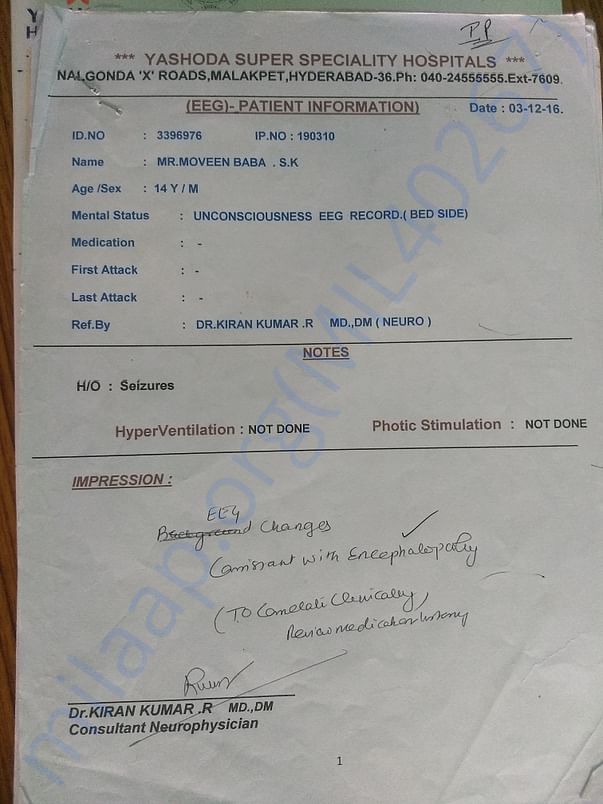 P.P
*** YASHODA SUPER SPECIALITY HOSPITALS ***
NALGONDA 'X' ROADS,MALAKPET,HYDERABAD-36.Ph: 040-24555555.Ext-7609.
(EEG)- PATIENT INFORMATION) Date : 03-12-16.
ID.NO : 3396976 IP.NO : 190310
Name : MR.MOVEEN BABA . S.K
Age /Sex : 14 Y / M
Mental Status : UNCONSCIOUSNESS EEG RECORD.( BED SIDE)
Medication : -
First Attack : -
Last Attack : -
Ref.By : DR.KIRAN KUMAR .R MD.,DM ( NEURO )
NOTES
H/O : Seizures
HyperVentilation : NOT DONE Photic Stimulation : NOT DONE
IMPRESSION :
EEG
Background Changes
with Encephalopathy
(To Clinically)
Review medication history
Dr.KIRAN KUMAR .R MD.,DM
Consultant Neurophysician
1
milaap.org(MIL402671)